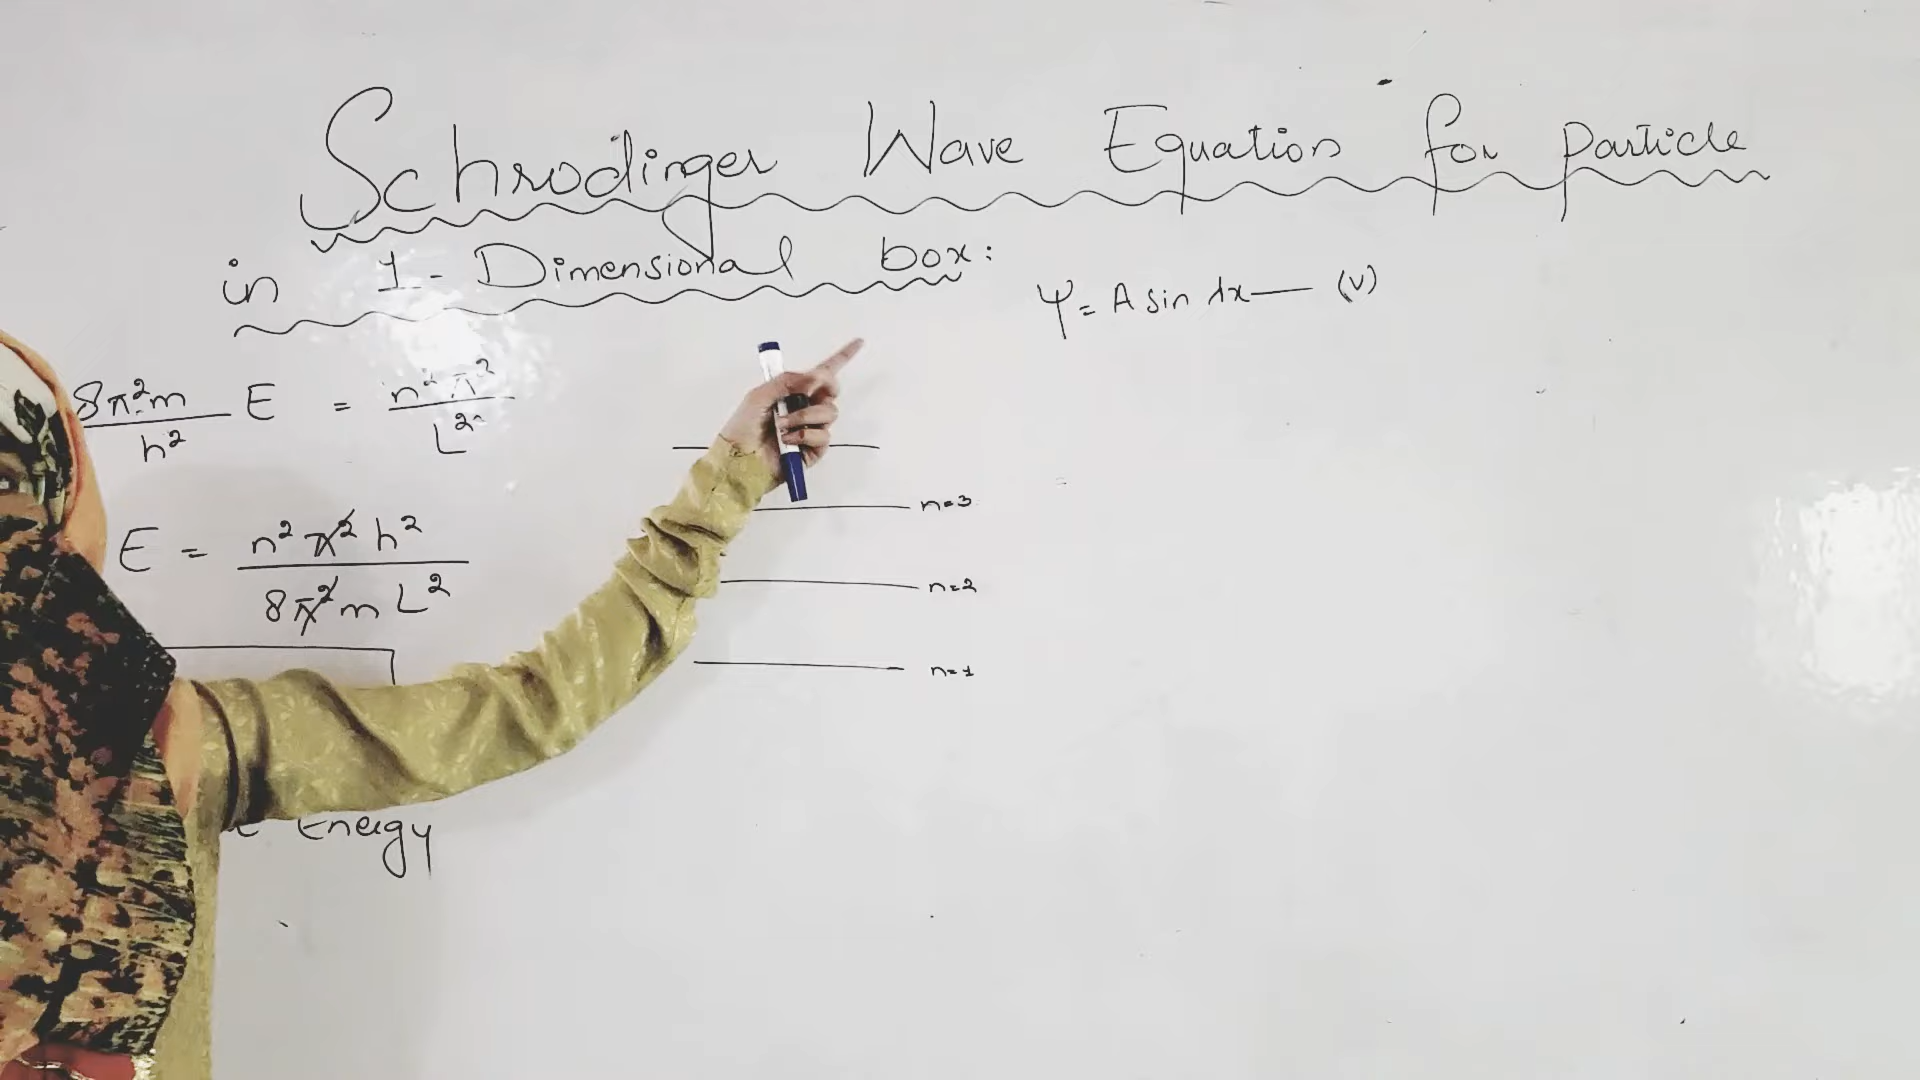 Schrodinger Wave Equation for particle
in 1-Dimensional box:
8π²m/h² E = n²π²/L²
E = n²π²h²/8π²mL²
Energy
n=3
n=2
n=1
Ψ = A sin λx — (V)